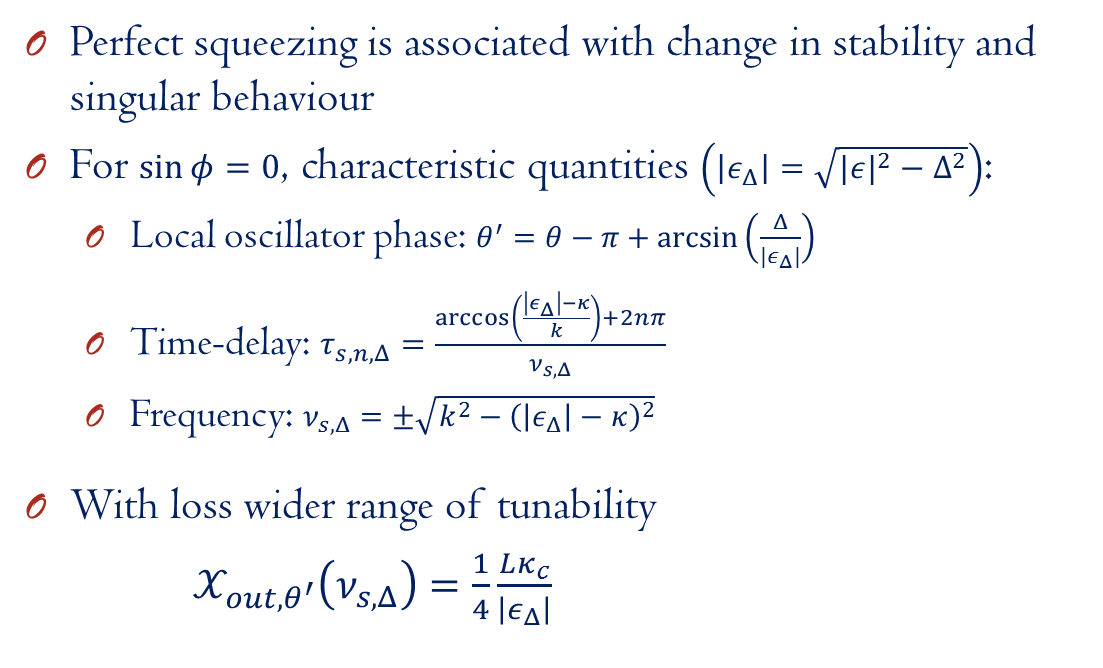 Perfect squeezing is associated with change in stability and
singular behaviour
For sin ϕ = 0, characteristic quantities (|ϵ_Δ| = √(|ϵ|² − Δ²)):
Local oscillator phase: θ′ = θ − π + arcsin (Δ/|ϵ_Δ|)
Time-delay: τ_{s,n,Δ} = (arccos((|ϵ_Δ|−κ)/k)+2nπ)/ν_{s,Δ}
Frequency: ν_{s,Δ} = ±√(k² − (|ϵ_Δ| − κ)²)
With loss wider range of tunability
𝒳_{out,θ′}(ν_{s,Δ}) = (1/4) (Lκ_c/|ϵ_Δ|)